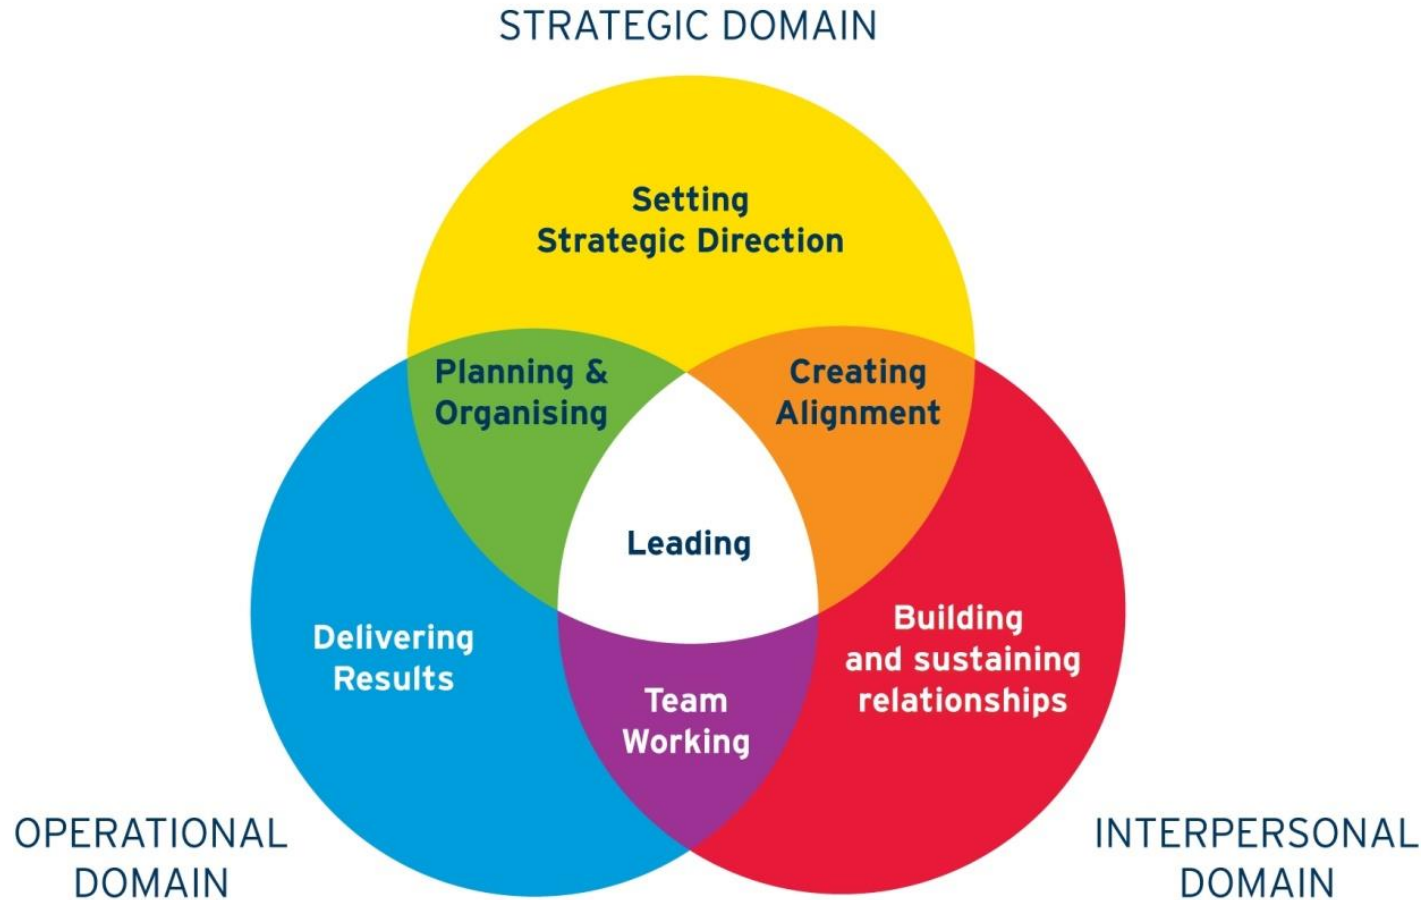 STRATEGIC DOMAIN
Setting
Strategic Direction
Planning &
Organising
Creating
Alignment
Leading
Delivering
Results
Building
and sustaining
relationships
Team
Working
OPERATIONAL
DOMAIN
INTERPERSONAL
DOMAIN